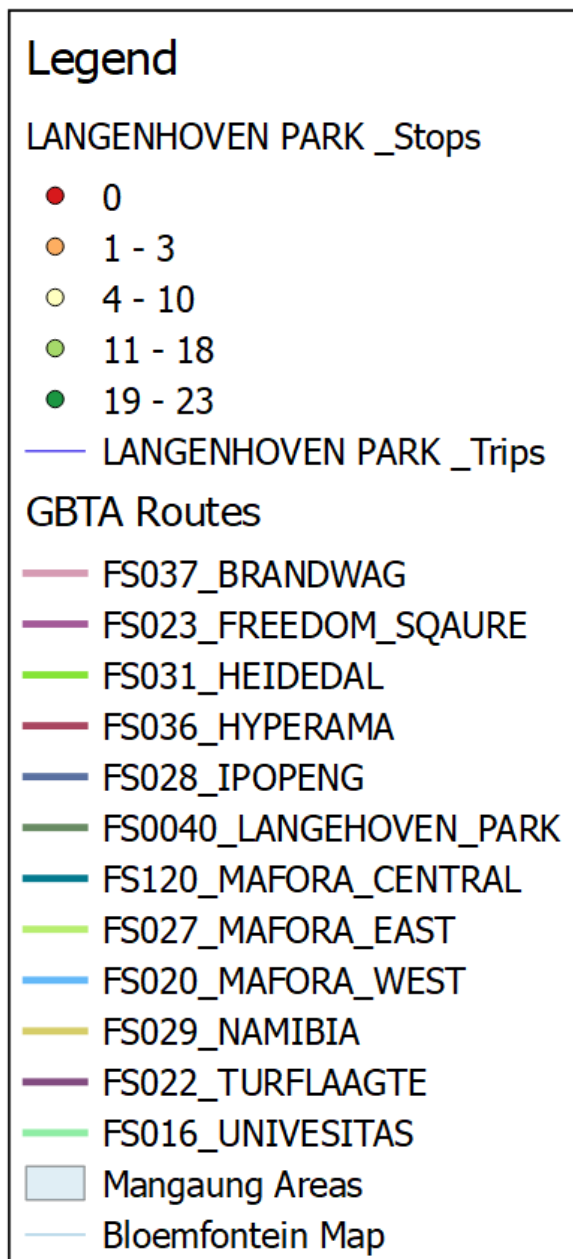 Legend
LANGENHOVEN PARK _Stops
0
1 - 3
4 - 10
11 - 18
19 - 23
LANGENHOVEN PARK _Trips
GBTA Routes
FS037_BRANDWAG
FS023_FREEDOM_SQAURE
FS031_HEIDEDAL
FS036_HYPERAMA
FS028_IPOPENG
FS0040_LANGEHOVEN_PARK
FS120_MAFORA_CENTRAL
FS027_MAFORA_EAST
FS020_MAFORA_WEST
FS029_NAMIBIA
FS022_TURFLAAGTE
FS016_UNIVESITAS
Mangaung Areas
Bloemfontein Map